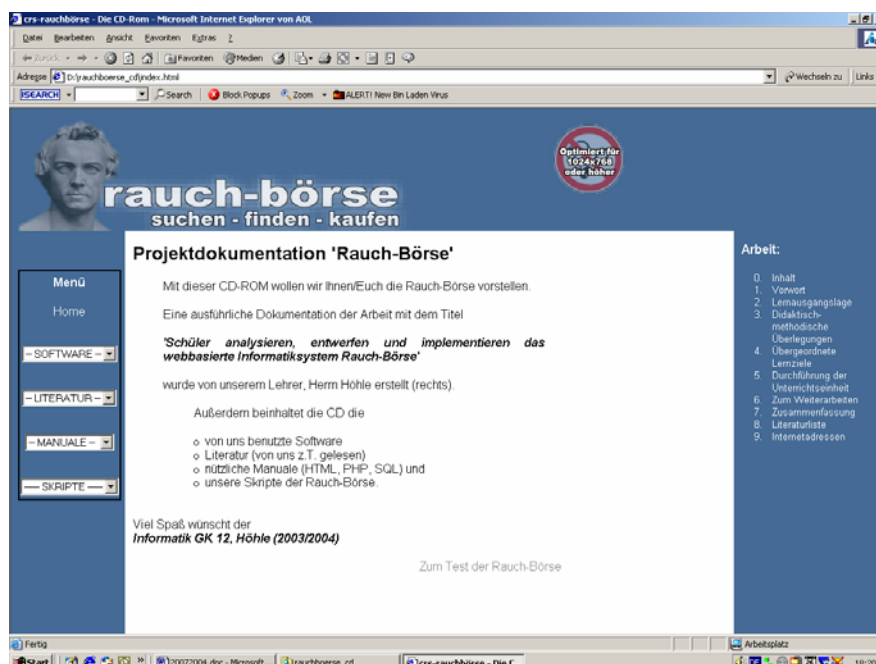 crs-rauchbörse - Die CD-Rom - Microsoft Internet Explorer von AOL
Datei Bearbeiten Ansicht Favoriten Extras ?
Zurück Favoriten Medien
Adresse D:\rauchboerse_cd\index.html Wechseln zu Links
ISEARCH Search Block Popups Zoom ALERT! New Bin Laden Virus
Optimiert für
1024x768
oder höher
rauch-börse
suchen - finden - kaufen
Projektdokumentation 'Rauch-Börse'
Menü
Home
-- SOFTWARE --
-- LITERATUR --
-- MANUALE --
---- SKRIPTE ----
Mit dieser CD-ROM wollen wir Ihnen/Euch die Rauch-Börse vorstellen.
Eine ausführliche Dokumentation der Arbeit mit dem Titel
'Schüler analysieren, entwerfen und implementieren das
webbasierte Informatiksystem Rauch-Börse'
wurde von unserem Lehrer, Herrn Höhle erstellt (rechts).
Außerdem beinhaltet die CD die
o von uns benutzte Software
o Literatur (von uns z.T. gelesen)
o nützliche Manuale (HTML, PHP, SQL) und
o unsere Skripte der Rauch-Börse.
Viel Spaß wünscht der
Informatik GK 12, Höhle (2003/2004)
Zum Test der Rauch-Börse
Arbeit:
0. Inhalt
1. Vorwort
2. Lernausgangslage
3. Didaktisch-
methodische
Überlegungen
4. Übergeordnete
Lernziele
5. Durchführung der
Unterrichtseinheit
6. Zum Weiterarbeiten
7. Zusammenfassung
8. Literaturliste
9. Internetadressen
Fertig Arbeitsplatz
Start 20072004.doc - Microsoft... rauchboerse_cd crs-rauchbörse - Die C...